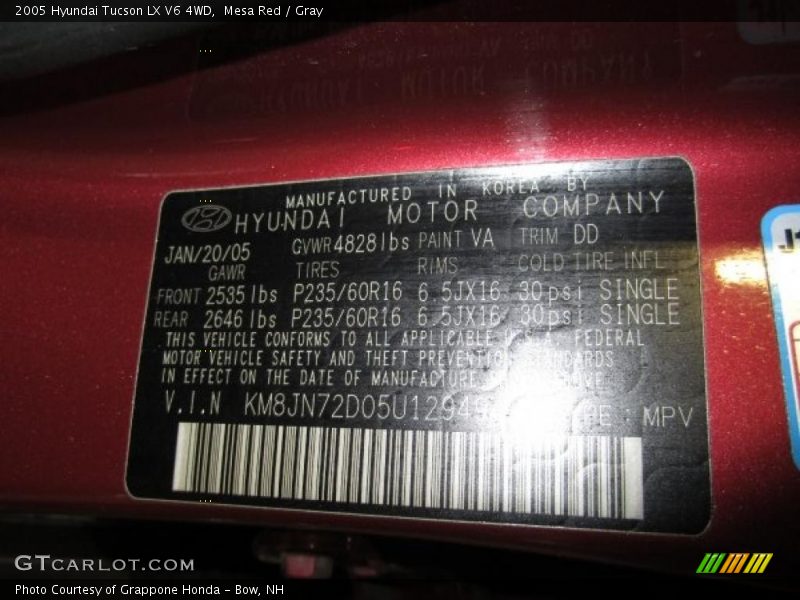 2005 Hyundai Tucson LX V6 4WD,  Mesa Red / Gray
MANUFACTURED IN KOREA BY
HYUNDAI MOTOR COMPANY
JAN/20/05 GVWR 4828 lbs PAINT VA TRIM DD
GAWR TIRES RIMS COLD TIRE INFL
FRONT 2535 lbs P235/60R16 6.5JX16 30psi SINGLE
REAR 2646 lbs P235/60R16 6.5JX16 30psi SINGLE
THIS VEHICLE CONFORMS TO ALL APPLICABLE FEDERAL
MOTOR VEHICLE SAFETY AND THEFT PREVENTION STANDARDS
IN EFFECT ON THE DATE OF MANUFACTURE
V.I.N : MPV
GTCARLOT.COM
Photo Courtesy of Grappone Honda - Bow, NH